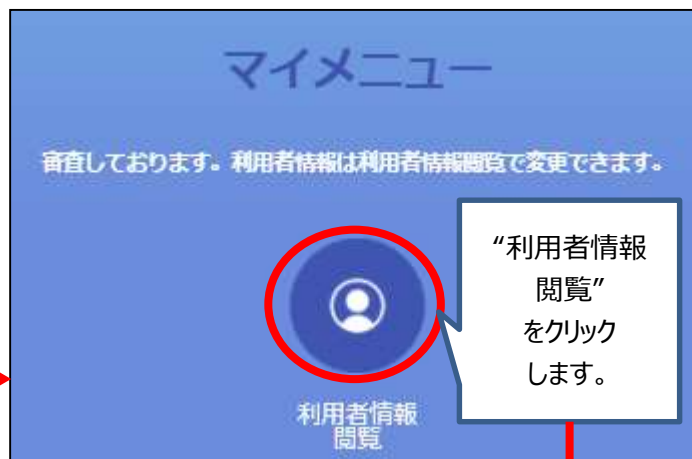 マイメニュー
審査しております。利用者情報は利用者情報閲覧で変更できます。
“利用者情報
閲覧”
をクリック
します。
利用者情報
閲覧